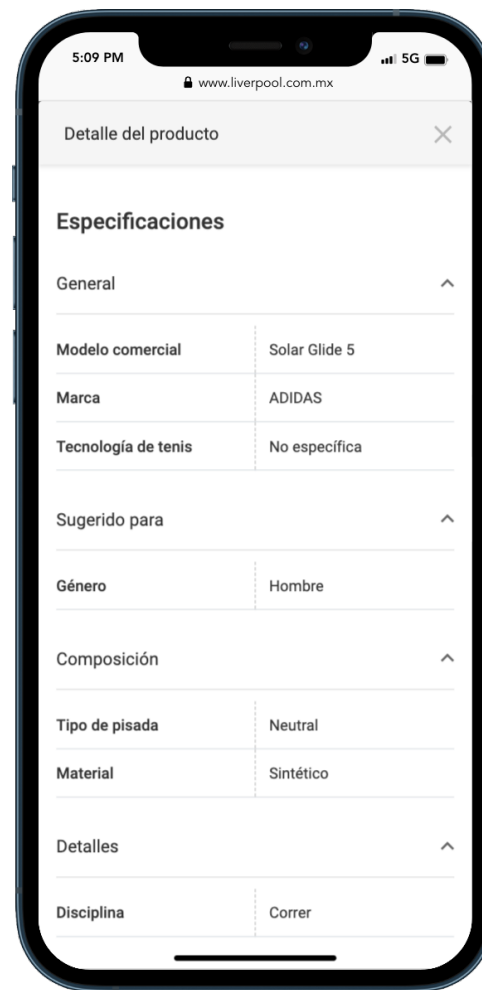 5:09 PM
5G
www.liverpool.com.mx
Detalle del producto
Especificaciones
General
Modelo comercial Solar Glide 5
Marca ADIDAS
Tecnología de tenis No específica
Sugerido para
Género Hombre
Composición
Tipo de pisada Neutral
Material Sintético
Detalles
Disciplina Correr